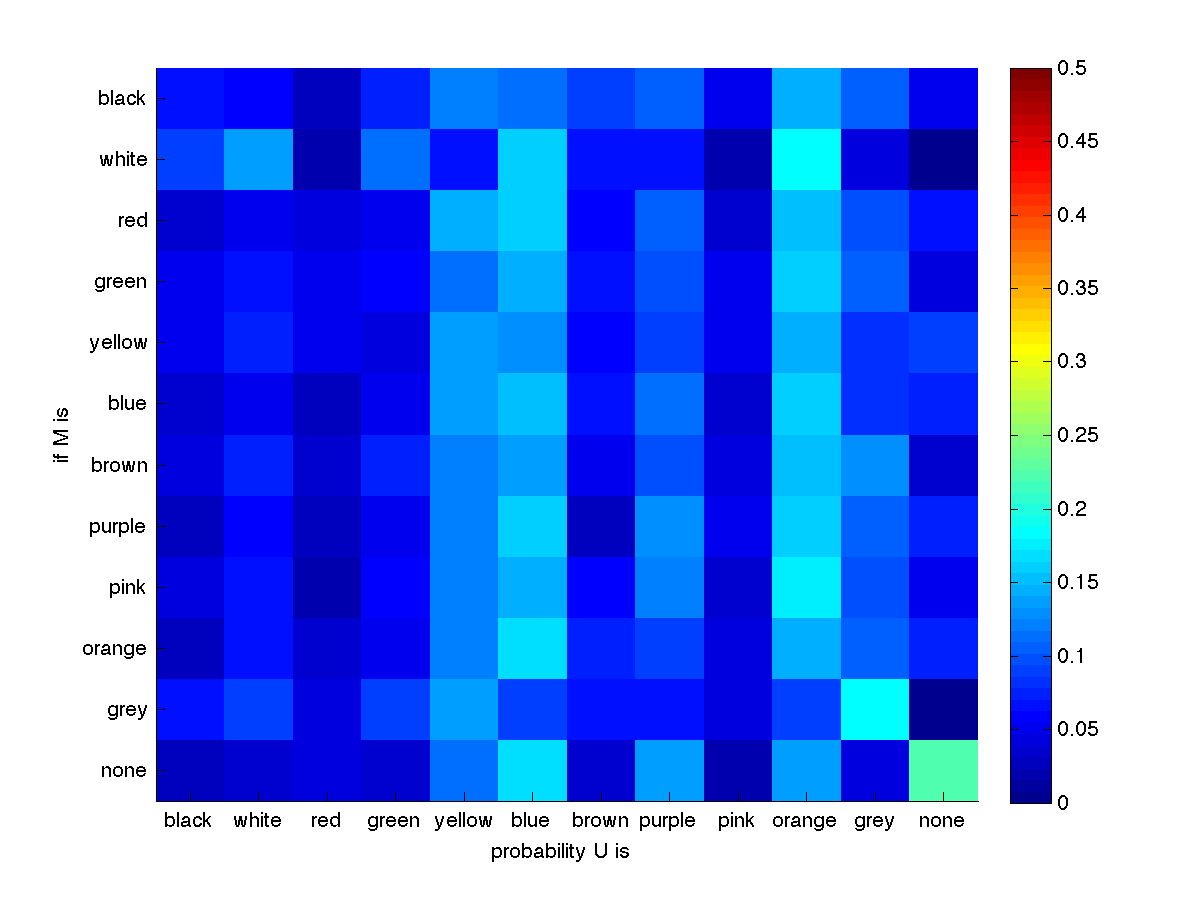 black
white
red
green
yellow
blue
brown
purple
pink
orange
grey
none
if M is
black white red green yellow blue brown purple pink orange grey none
probability U is
0.5
0.45
0.4
0.35
0.3
0.25
0.2
0.15
0.1
0.05
0